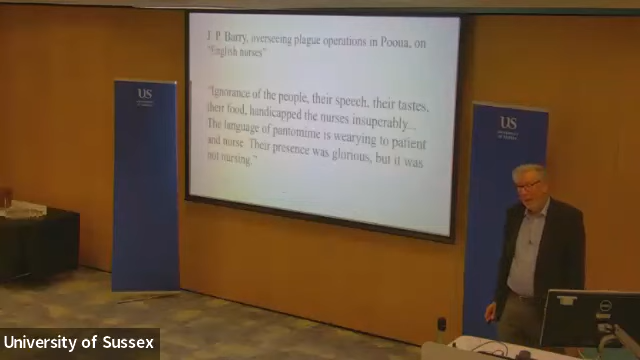 J. P. Barry, overseeing plague operations in Poona, on
"English nurses"
"Ignorance of the people, their speech, their tastes,
their food, handicapped the nurses insuperably...
The language of pantomime is wearying to patient
and nurse. Their presence was glorious, but it was
not nursing."
US
US
DELL
University of Sussex